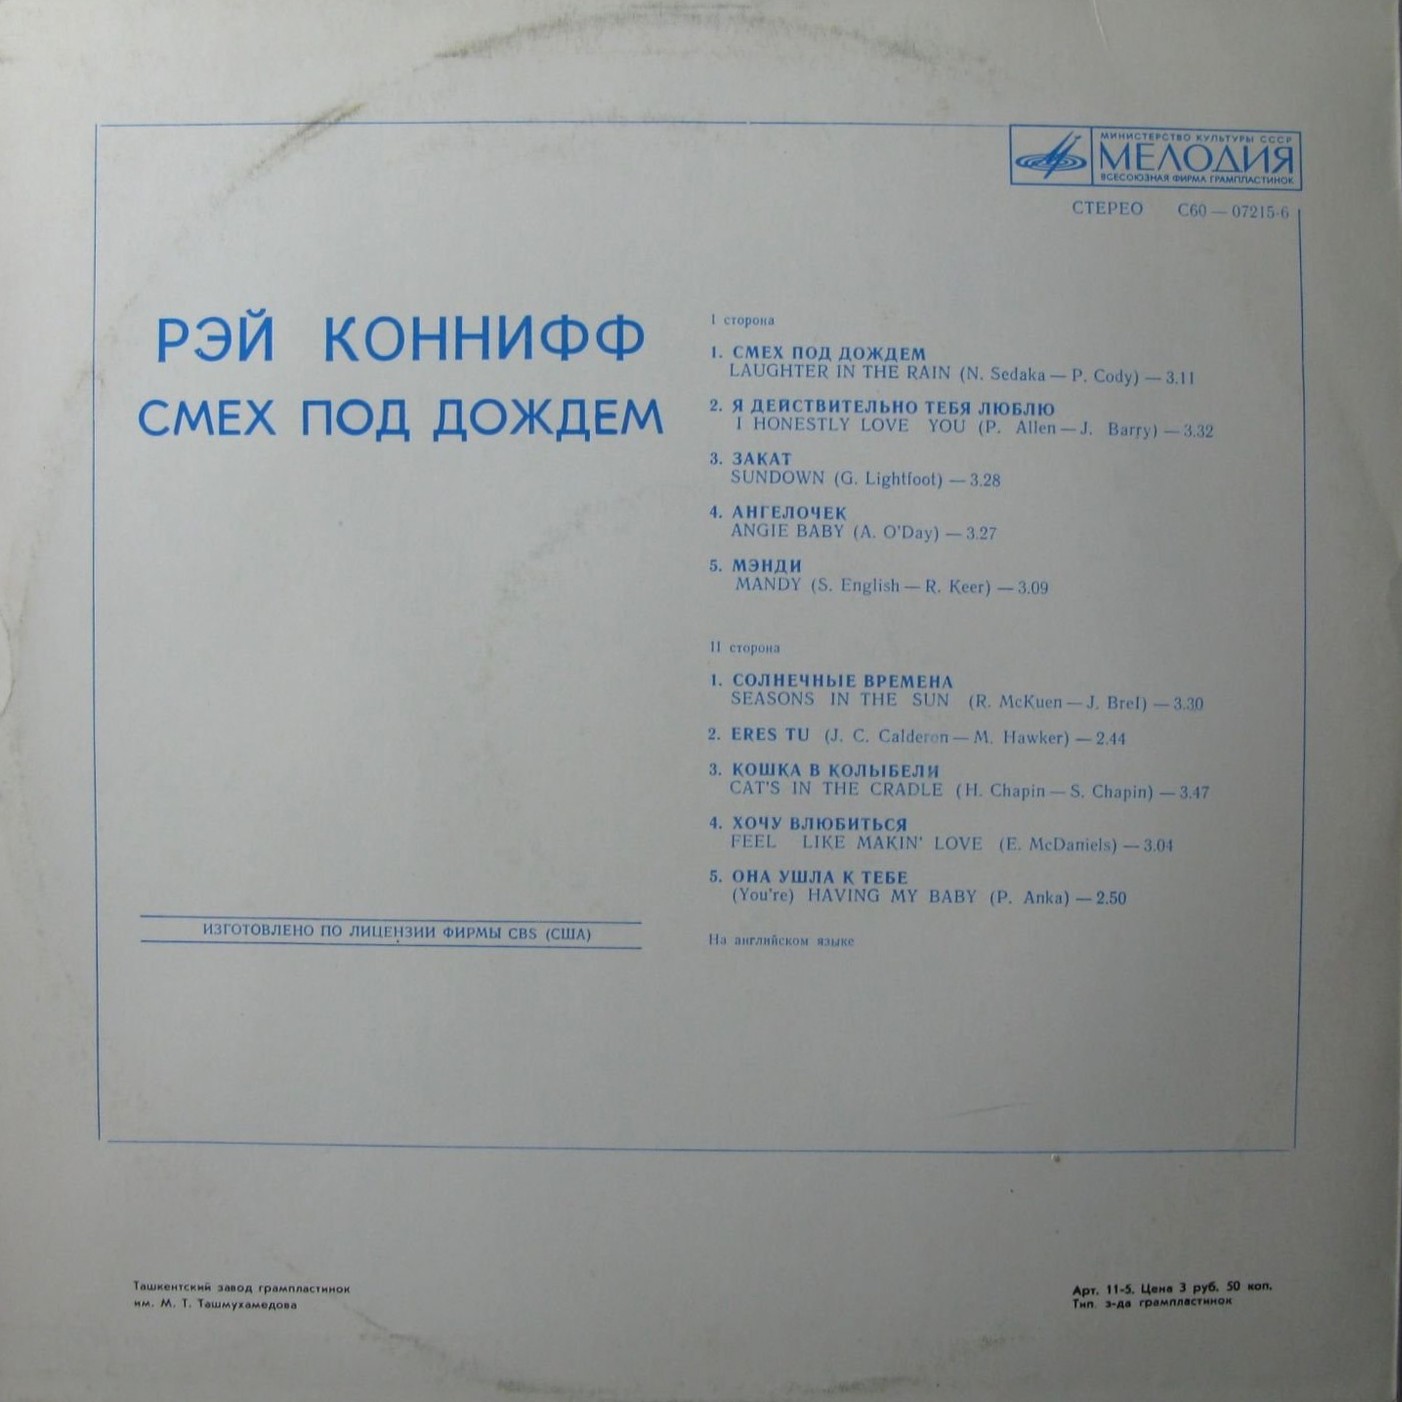 МИНИСТЕРСТВО КУЛЬТУРЫ СССР
МЕЛОДИЯ
ВСЕСОЮЗНАЯ ФИРМА ГРАМПЛАСТИНОК
СТЕРЕО С60—07215-6
РЭЙ КОННИФФ
СМЕХ ПОД ДОЖДЕМ
I сторона
1. СМЕХ ПОД ДОЖДЕМ
LAUGHTER IN THE RAIN (N. Sedaka — P. Cody) — 3.11
2. Я ДЕЙСТВИТЕЛЬНО ТЕБЯ ЛЮБЛЮ
I HONESTLY LOVE YOU (P. Allen — J. Barry) — 3.32
3. ЗАКАТ
SUNDOWN (G. Lightfoot) — 3.28
4. АНГЕЛОЧЕК
ANGIE BABY (A. O'Day) — 3.27
5. МЭНДИ
MANDY (S. English — R. Keer) — 3.09
II сторона
1. СОЛНЕЧНЫЕ ВРЕМЕНА
SEASONS IN THE SUN (R. McKuen — J. Brel) — 3.30
2. ERES TU (J. C. Calderon — M. Hawker) — 2.44
3. КОШКА В КОЛЫБЕЛИ
CAT'S IN THE CRADLE (H. Chapin — S. Chapin) — 3.47
4. ХОЧУ ВЛЮБИТЬСЯ
FEEL LIKE MAKIN' LOVE (E. McDaniels) — 3.04
5. ОНА УШЛА К ТЕБЕ
(You're) HAVING MY BABY (P. Anka) — 2.50
На английском языке
ИЗГОТОВЛЕНО ПО ЛИЦЕНЗИИ ФИРМЫ CBS (США)
Ташкентский завод грампластинок
им. М. Т. Ташмухамедова
Арт. 11-5. Цена 3 руб. 50 коп.
Тип. з-да грампластинок